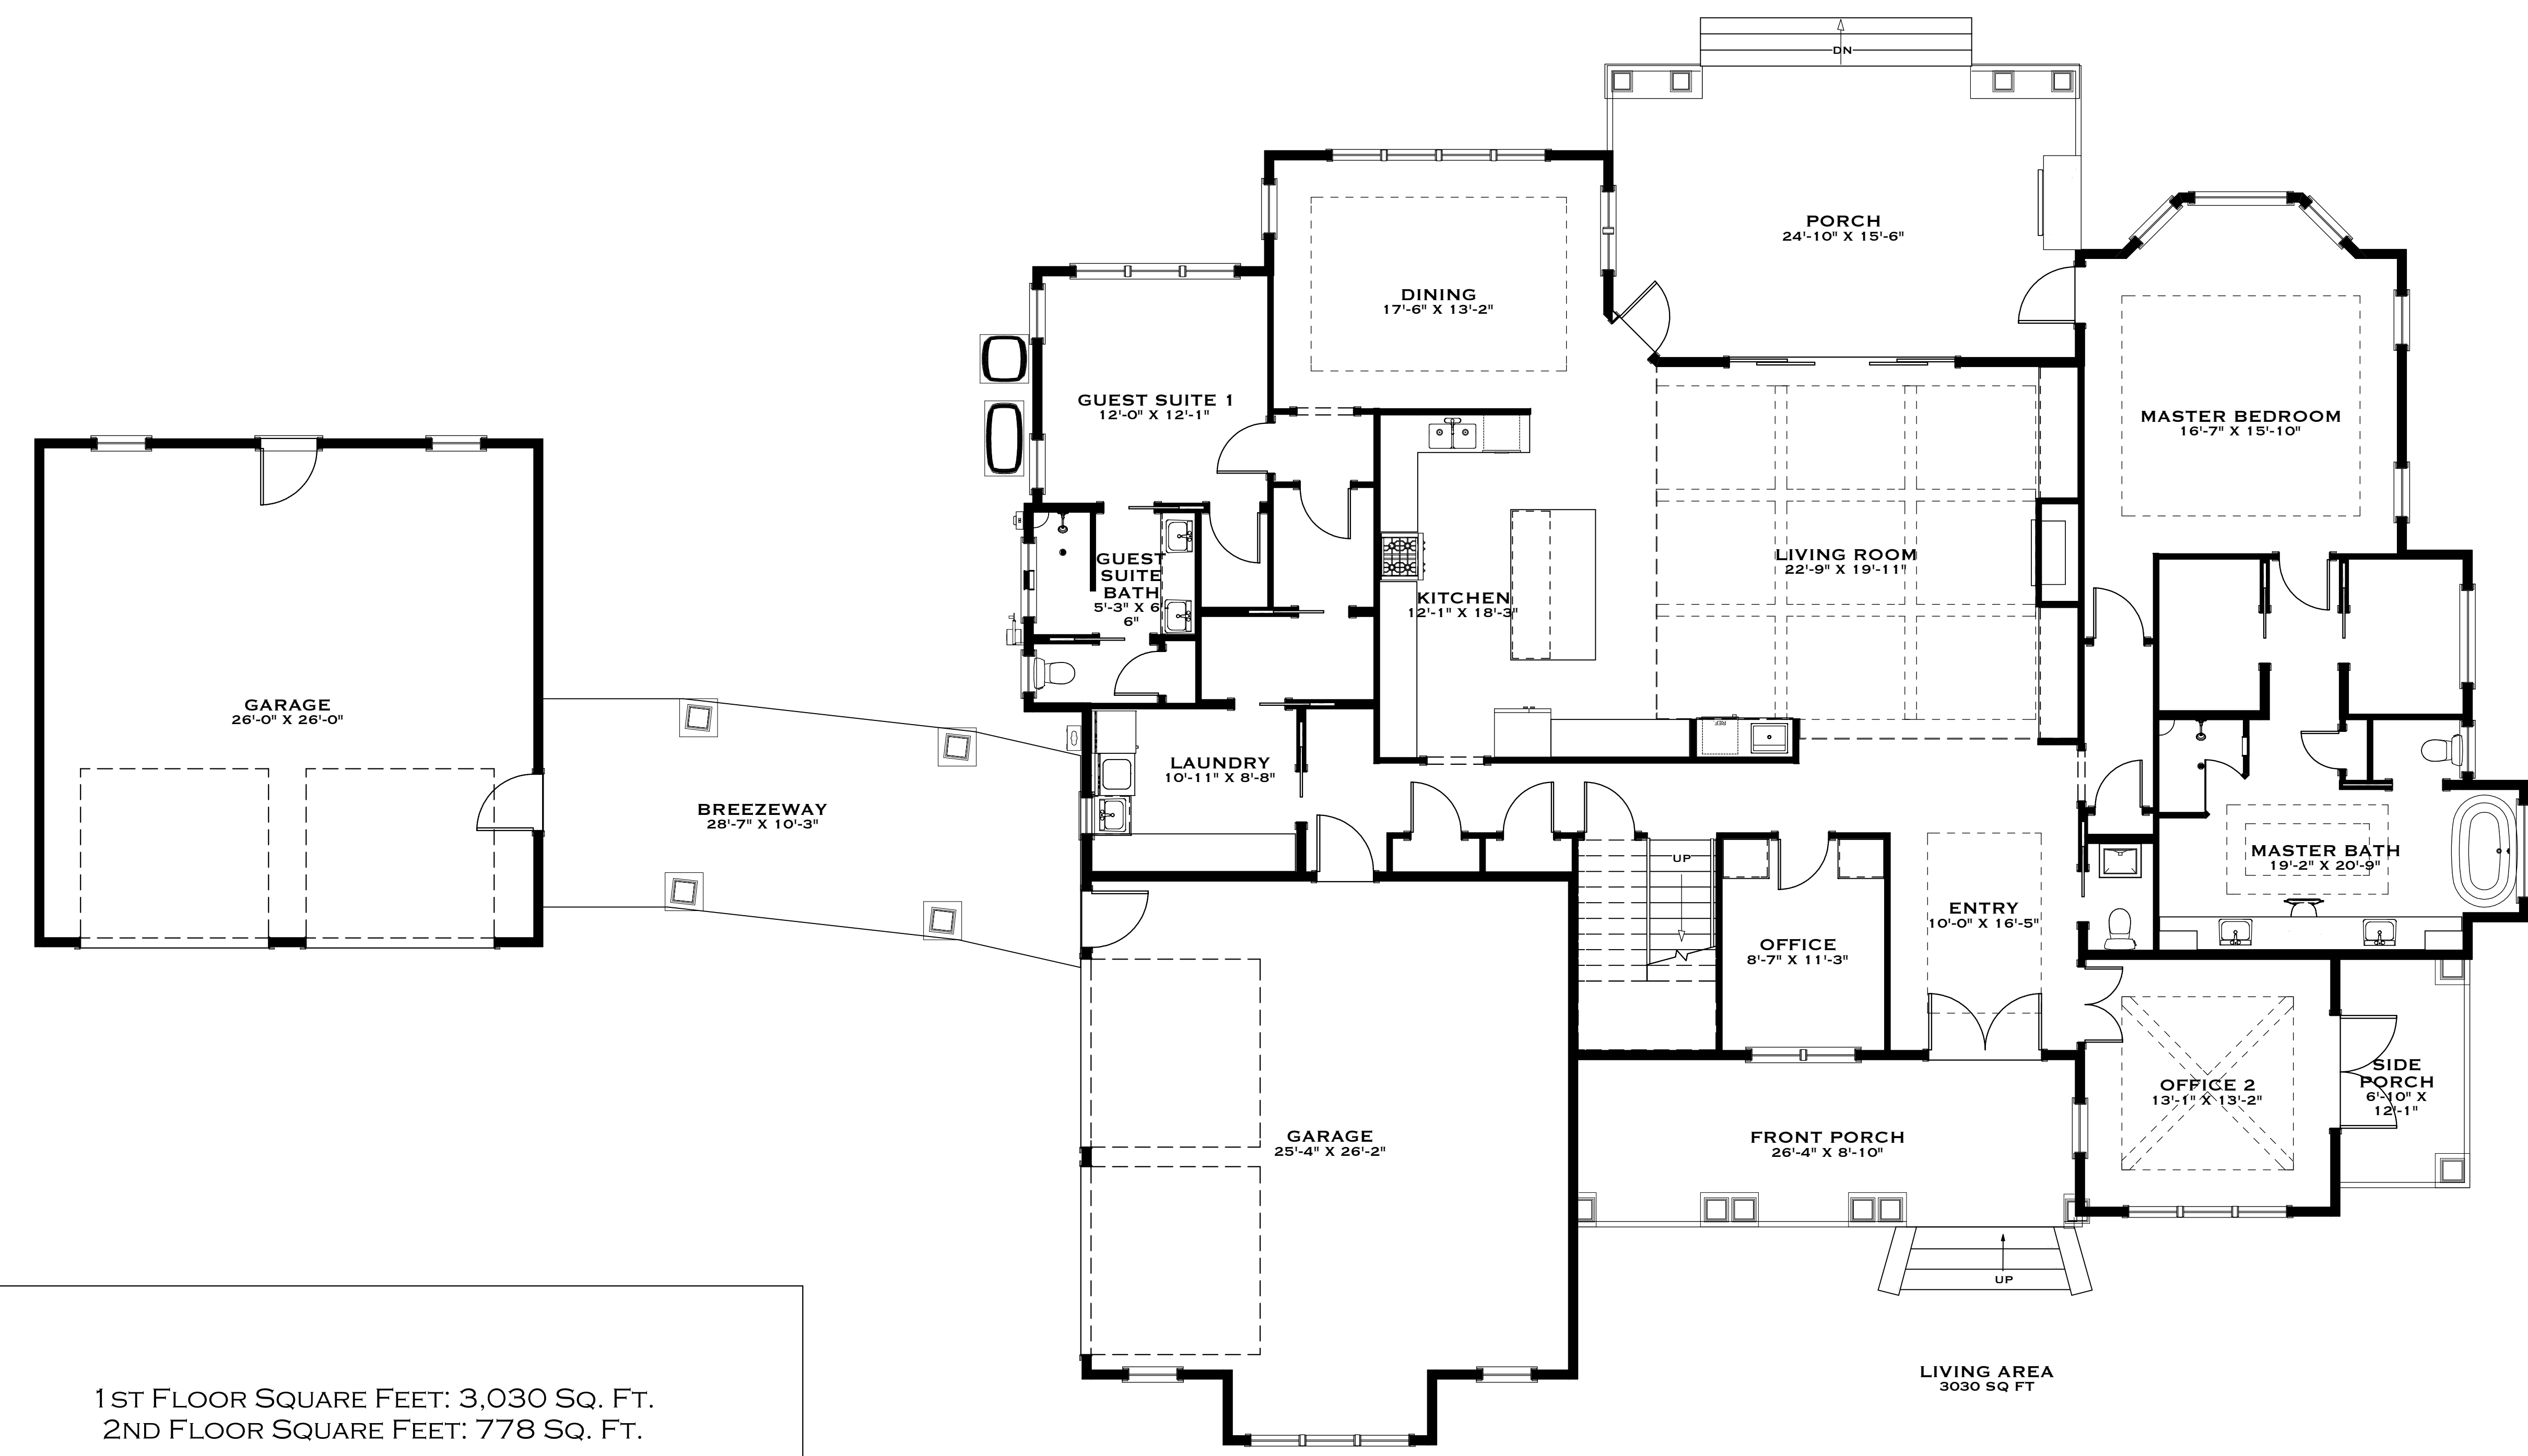 DN
PORCH
24'-10" X 15'-6"
DINING
17'-6" X 13'-2"
GUEST SUITE 1
12'-0" X 12'-1"
MASTER BEDROOM
16'-7" X 15'-10"
GUEST
SUITE
BATH
5'-3" X 6'-
6"
LIVING ROOM
22'-9" X 19'-11"
KITCHEN
12'-1" X 18'-3"
GARAGE
26'-0" X 26'-0"
REF
LAUNDRY
10'-11" X 8'-8"
BREEZEWAY
28'-7" X 10'-3"
UP
MASTER BATH
19'-2" X 20'-9"
ENTRY
10'-0" X 16'-5"
OFFICE
8'-7" X 11'-3"
SIDE
PORCH
6'-10" X
12'-1"
OFFICE 2
13'-1" X 13'-2"
GARAGE
25'-4" X 26'-2"
FRONT PORCH
26'-4" X 8'-10"
UP
LIVING AREA
3030 SQ FT
1ST FLOOR SQUARE FEET: 3,030 SQ. FT.
2ND FLOOR SQUARE FEET: 778 SQ. FT.